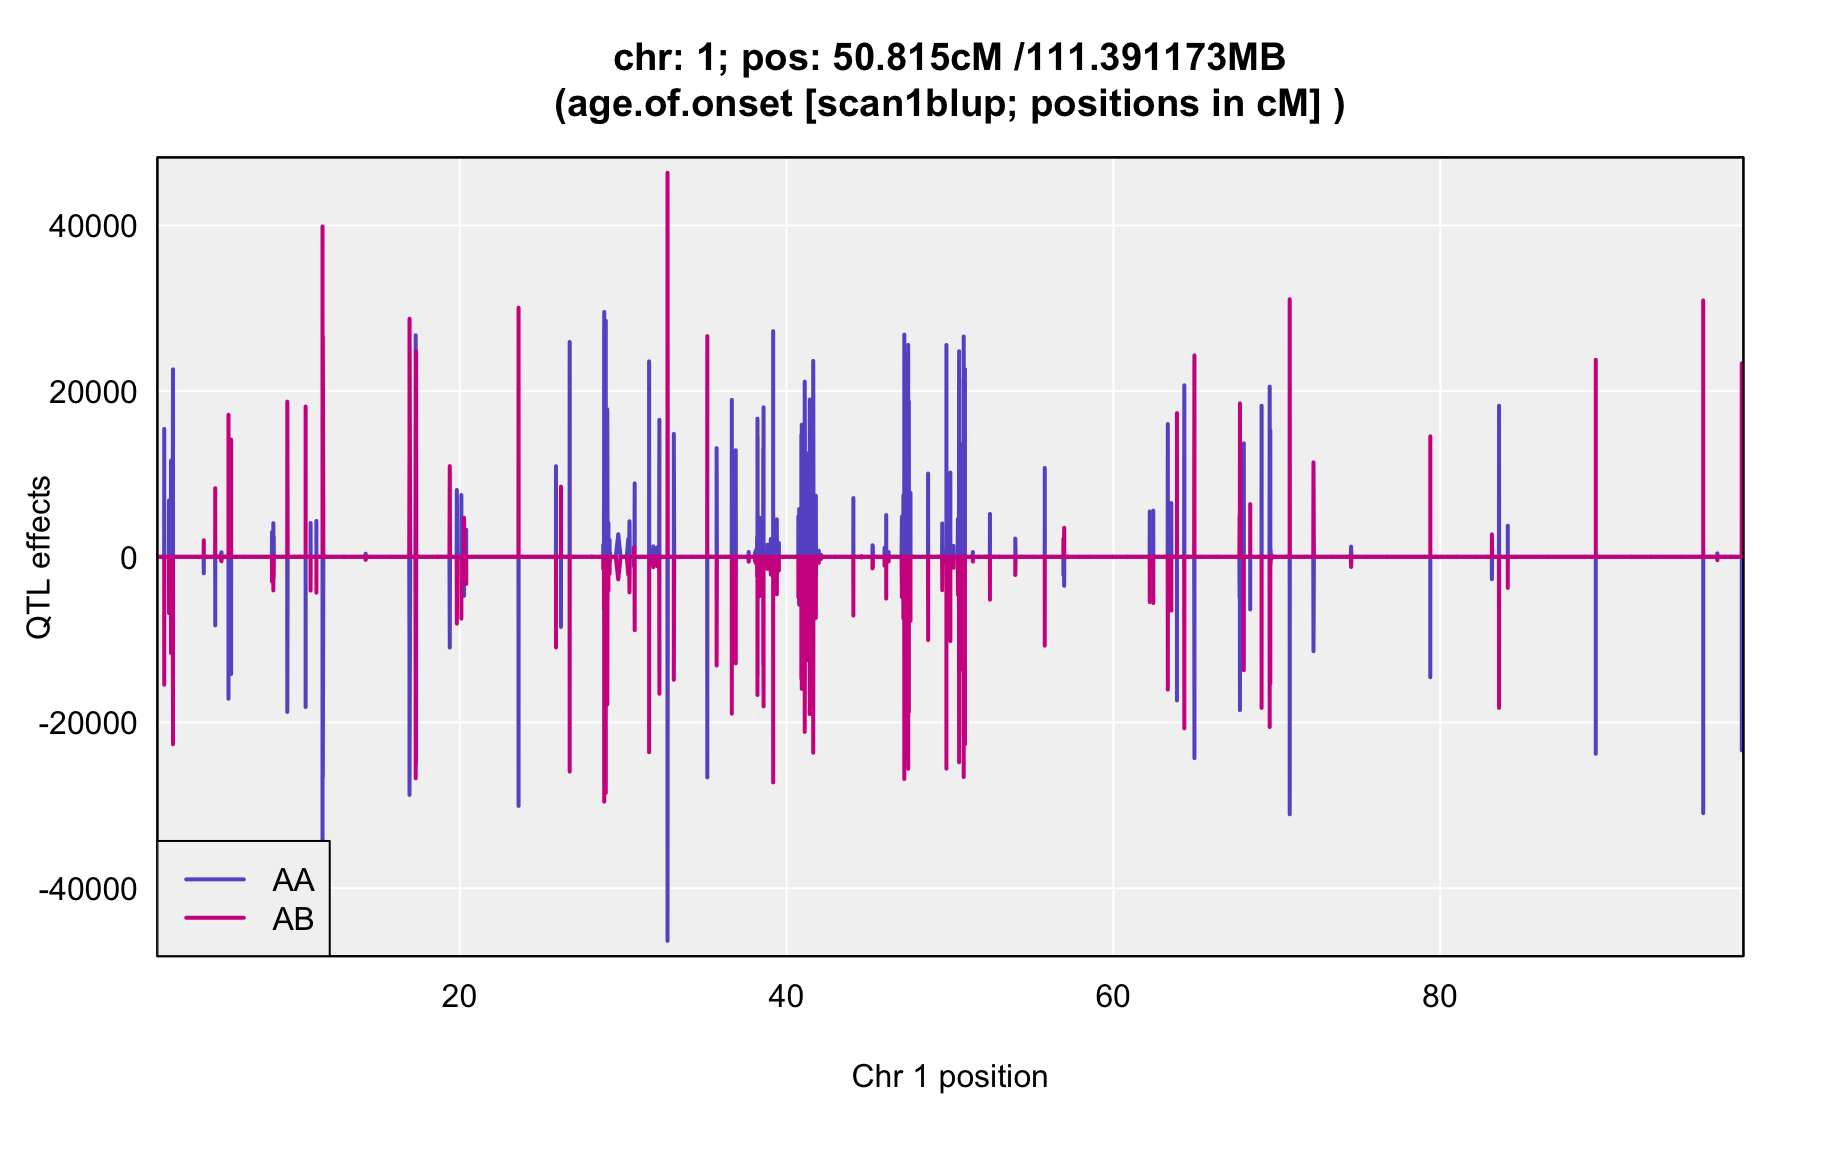 chr: 1; pos: 50.815cM /111.391173MB
(age.of.onset [scan1blup; positions in cM] )
QTL effects
40000
20000
0
-20000
-40000
AA
AB
20
40
60
80
Chr 1 position